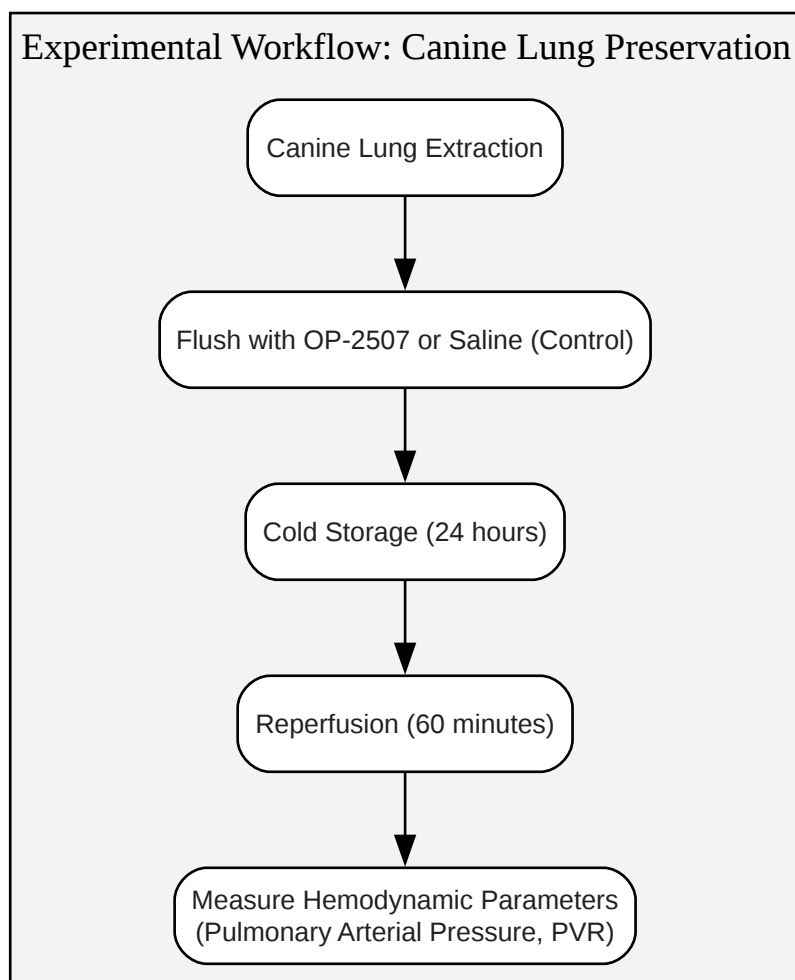 Experimental Workflow: Canine Lung Preservation
Canine Lung Extraction
Flush with OP-2507 or Saline (Control)
Cold Storage (24 hours)
Reperfusion (60 minutes)
Measure Hemodynamic Parameters
(Pulmonary Arterial Pressure, PVR)